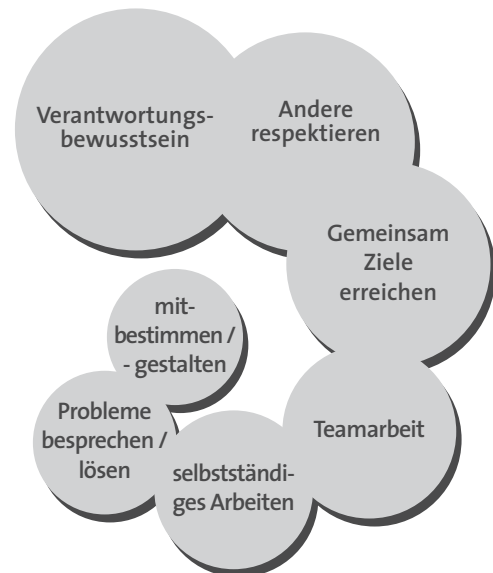 Verantwortungs-
bewusstsein
Andere
respektieren
Gemeinsam
Ziele
erreichen
Teamarbeit
selbstständi-
ges Arbeiten
Probleme
besprechen /
lösen
mit-
bestimmen /
- gestalten